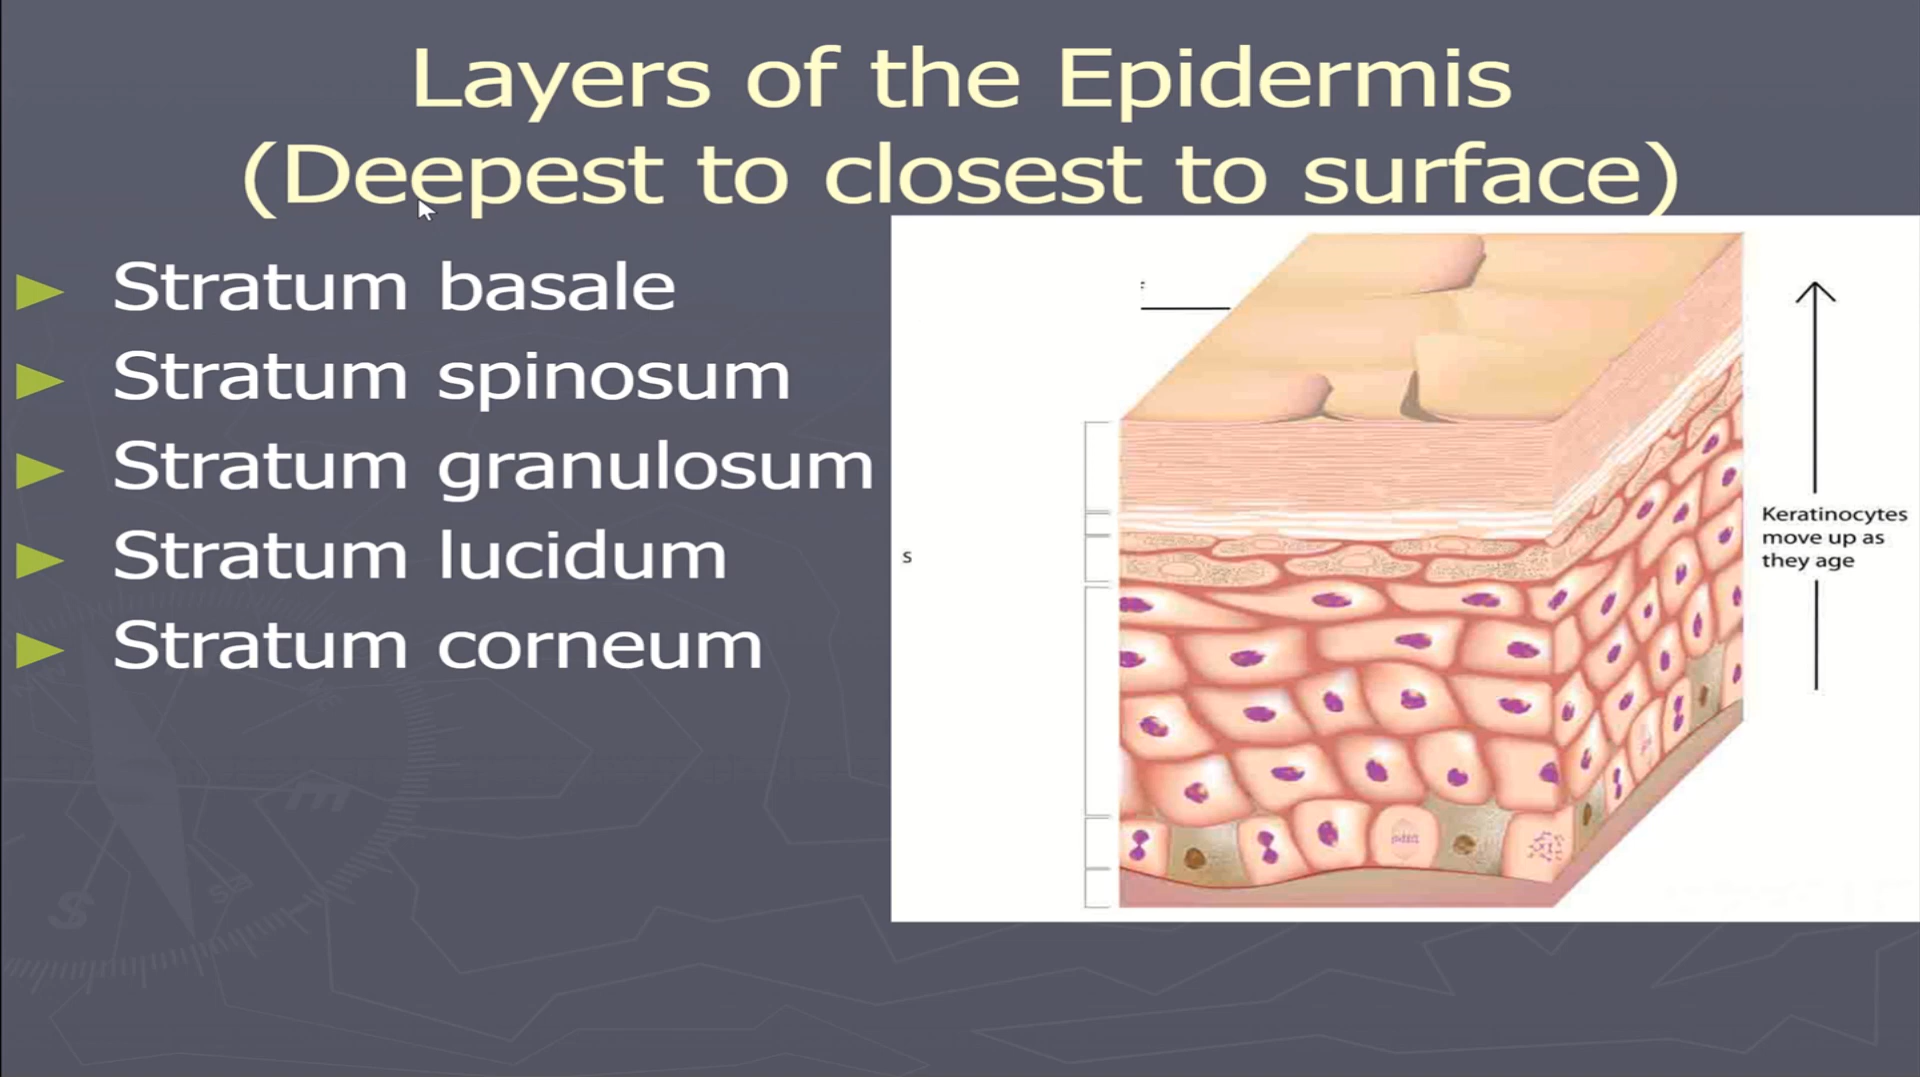 Layers of the Epidermis
(Deepest to closest to surface)
Stratum basale
Stratum spinosum
Stratum granulosum
Stratum lucidum
Stratum corneum
s
Keratinocytes
move up as
they age